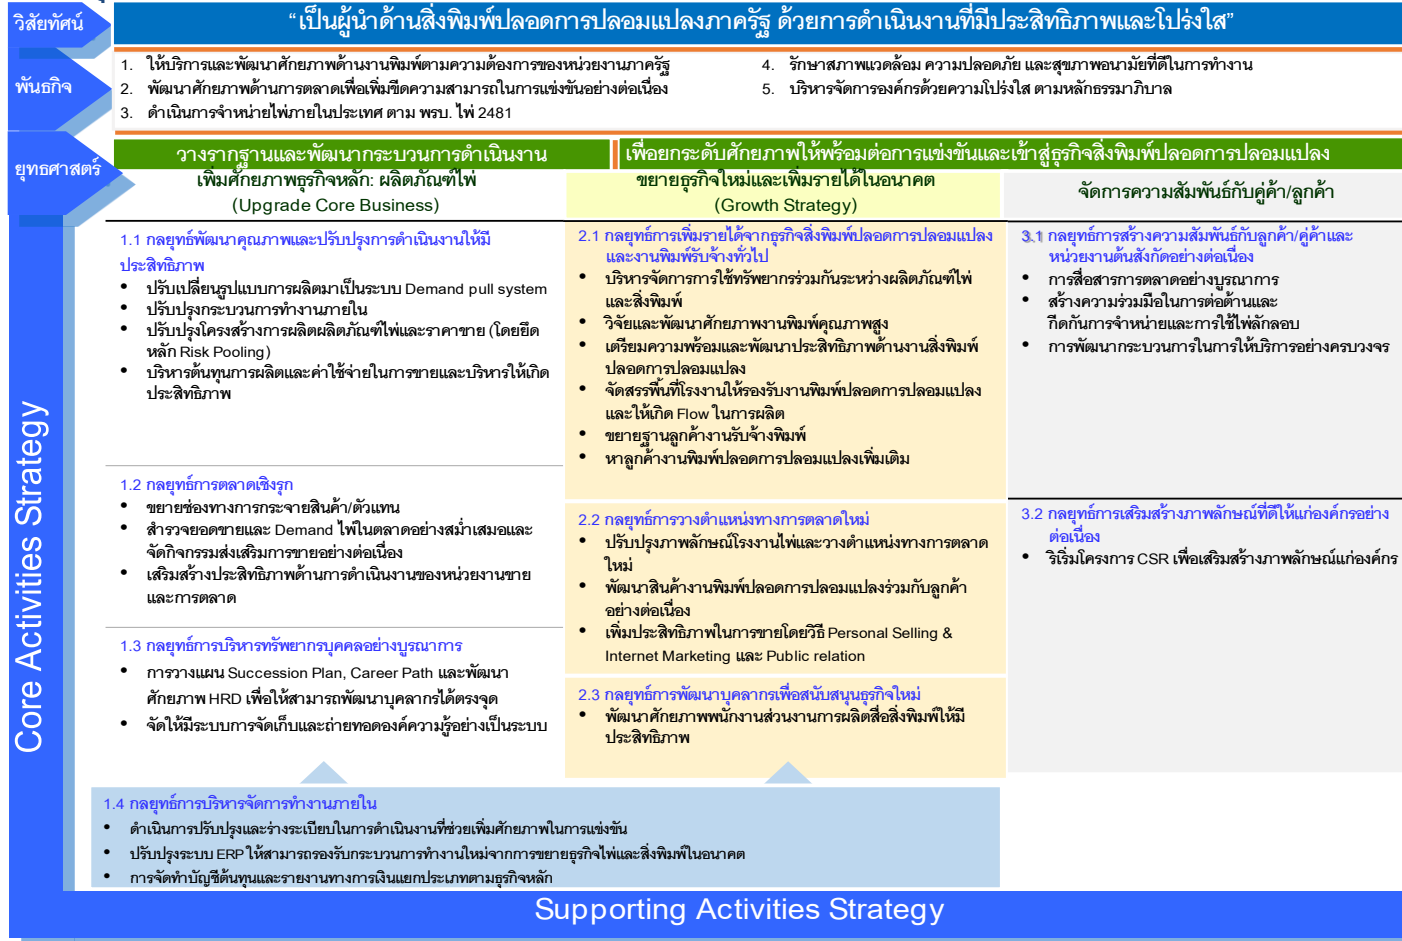 วิสัยทัศน์
“เป็นผู้นำด้านสิ่งพิมพ์ปลอดการปลอมแปลงภาครัฐ ด้วยการดำเนินงานที่มีประสิทธิภาพและโปร่งใส”
พันธกิจ
1. ให้บริการและพัฒนาศักยภาพด้านงานพิมพ์ตามความต้องการของหน่วยงานภาครัฐ
2. พัฒนาศักยภาพด้านการตลาดเพื่อเพิ่มขีดความสามารถในการแข่งขันอย่างต่อเนื่อง
3. ดำเนินการจำหน่ายไพ่ภายในประเทศ ตาม พรบ. ไพ่ 2481
4. รักษาสภาพแวดล้อม ความปลอดภัย และสุขภาพอนามัยที่ดีในการทำงาน
5. บริหารจัดการองค์กรด้วยความโปร่งใส ตามหลักธรรมาภิบาล
ยุทธศาสตร์
วางรากฐานและพัฒนากระบวนการดำเนินงาน
เพื่อยกระดับศักยภาพให้พร้อมต่อการแข่งขันและเข้าสู่ธุรกิจสิ่งพิมพ์ปลอดการปลอมแปลง
เพิ่มศักยภาพธุรกิจหลัก: ผลิตภัณฑ์ไพ่
(Upgrade Core Business)
ขยายธุรกิจใหม่และเพิ่มรายได้ในอนาคต
(Growth Strategy)
จัดการความสัมพันธ์กับคู่ค้า/ลูกค้า
1.1 กลยุทธ์พัฒนาคุณภาพและปรับปรุงการดำเนินงานให้มี
ประสิทธิภาพ
• ปรับเปลี่ยนรูปแบบการผลิตมาเป็นระบบ Demand pull system
• ปรับปรุงกระบวนการทำงานภายใน
• ปรับปรุงโครงสร้างการผลิตผลิตภัณฑ์ไพ่และราคาขาย (โดยยึด
หลัก Risk Pooling)
• บริหารต้นทุนการผลิตและค่าใช้จ่ายในการขายและบริหารให้เกิด
ประสิทธิภาพ
1.2 กลยุทธ์การตลาดเชิงรุก
• ขยายช่องทางการกระจายสินค้า/ตัวแทน
• สำรวจยอดขายและ Demand ไพ่ในตลาดอย่างสม่ำเสมอและ
จัดกิจกรรมส่งเสริมการขายอย่างต่อเนื่อง
• เสริมสร้างประสิทธิภาพด้านการดำเนินงานของหน่วยงานขาย
และการตลาด
1.3 กลยุทธ์การบริหารทรัพยากรบุคคลอย่างบูรณาการ
• การวางแผน Succession Plan, Career Path และพัฒนา
ศักยภาพ HRD เพื่อให้สามารถพัฒนาบุคลากรได้ตรงจุด
• จัดให้มีระบบการจัดเก็บและถ่ายทอดองค์ความรู้อย่างเป็นระบบ
2.1 กลยุทธ์การเพิ่มรายได้จากธุรกิจสิ่งพิมพ์ปลอดการปลอมแปลง
และงานพิมพ์รับจ้างทั่วไป
• บริหารจัดการการใช้ทรัพยากรร่วมกันระหว่างผลิตภัณฑ์ไพ่
และสิ่งพิมพ์
• วิจัยและพัฒนาศักยภาพงานพิมพ์คุณภาพสูง
• เตรียมความพร้อมและพัฒนาประสิทธิภาพด้านงานสิ่งพิมพ์
ปลอดการปลอมแปลง
• จัดสรรพื้นที่โรงงานให้รองรับงานพิมพ์ปลอดการปลอมแปลง
และให้เกิด Flow ในการผลิต
• ขยายฐานลูกค้างานรับจ้างพิมพ์
• หาลูกค้างานพิมพ์ปลอดการปลอมแปลงเพิ่มเติม
2.2 กลยุทธ์การวางตำแหน่งทางการตลาดใหม่
• ปรับปรุงภาพลักษณ์โรงงานไพ่และวางตำแหน่งทางการตลาด
ใหม่
• พัฒนาสินค้างานพิมพ์ปลอดการปลอมแปลงร่วมกับลูกค้า
อย่างต่อเนื่อง
• เพิ่มประสิทธิภาพในการขายโดยวิธี Personal Selling &
Internet Marketing และ Public relation
2.3 กลยุทธ์การพัฒนาบุคลากรเพื่อสนับสนุนธุรกิจใหม่
• พัฒนาศักยภาพพนักงานส่วนงานการผลิตสื่อสิ่งพิมพ์ให้มี
ประสิทธิภาพ
3.1 กลยุทธ์การสร้างความสัมพันธ์กับลูกค้า/คู่ค้าและ
หน่วยงานต้นสังกัดอย่างต่อเนื่อง
• การสื่อสารการตลาดอย่างบูรณาการ
• สร้างความร่วมมือในการต่อต้านและ
กีดกันการจำหน่ายและการใช้ไพ่ลักลอบ
• การพัฒนากระบวนการในการให้บริการอย่างครบวงจร
3.2 กลยุทธ์การเสริมสร้างภาพลักษณ์ที่ดีให้แก่องค์กรอย่าง
ต่อเนื่อง
• ริเริ่มโครงการ CSR เพื่อเสริมสร้างภาพลักษณ์แก่องค์กร
1.4 กลยุทธ์การบริหารจัดการทำงานภายใน
• ดำเนินการปรับปรุงและร่างระเบียบในการดำเนินงานที่ช่วยเพิ่มศักยภาพในการแข่งขัน
• ปรับปรุงระบบ ERP ให้สามารถรองรับกระบวนการทำงานใหม่จากการขยายธุรกิจไพ่และสิ่งพิมพ์ในอนาคต
• การจัดทำบัญชีต้นทุนและรายงานทางการเงินแยกประเภทตามธุรกิจหลัก
Core Activities Strategy
Supporting Activities Strategy